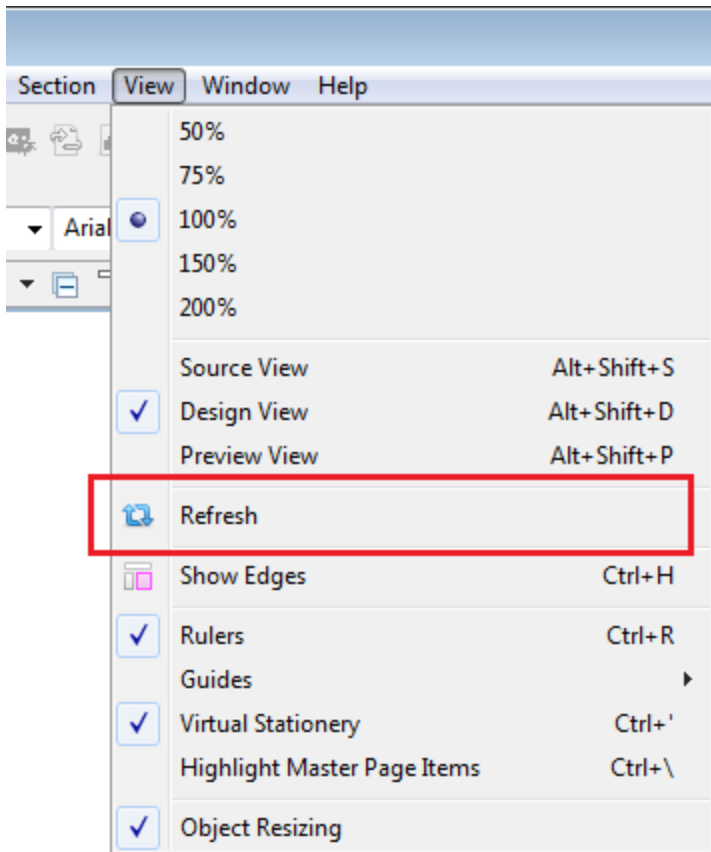 Section View Window Help
50%
75%
Arial 100%
150%
200%
Source View Alt+Shift+S
Design View Alt+Shift+D
Preview View Alt+Shift+P
Refresh
Show Edges Ctrl+H
Rulers Ctrl+R
Guides
Virtual Stationery Ctrl+'
Highlight Master Page Items Ctrl+\
Object Resizing